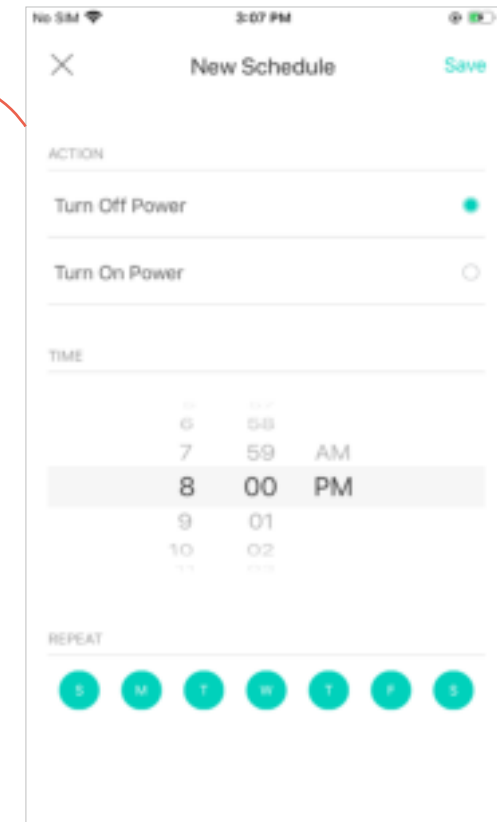 No SIM 3:07 PM
New Schedule Save
ACTION
Turn Off Power
Turn On Power
TIME
6 58
7 59 AM
8 00 PM
9 01
10 02
REPEAT
S M T W T F S